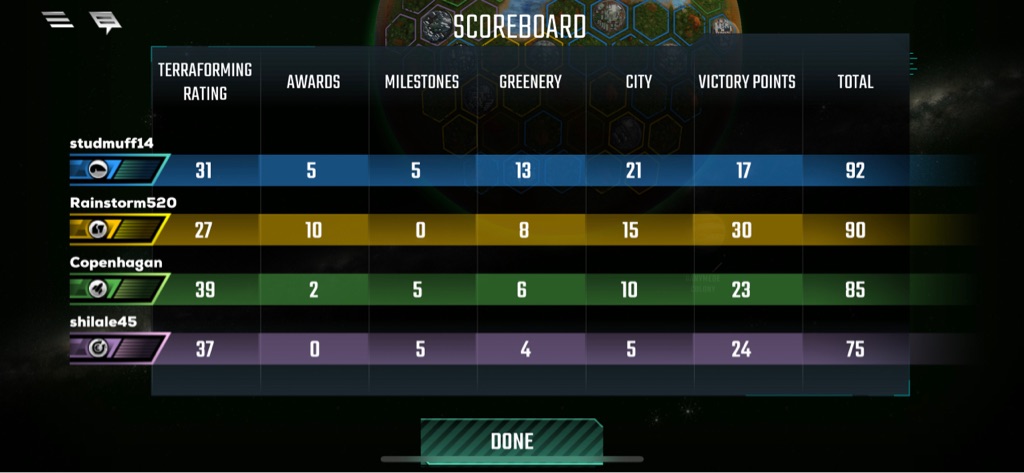 SCOREBOARD
TERRAFORMING RATING AWARDS MILESTONES GREENERY CITY VICTORY POINTS TOTAL
studmuff14
31 5 5 13 21 17 92
Rainstorm520
27 10 0 8 15 30 90
Copenhagan
39 2 5 6 10 23 85
shilale45
37 0 5 4 5 24 75
DONE